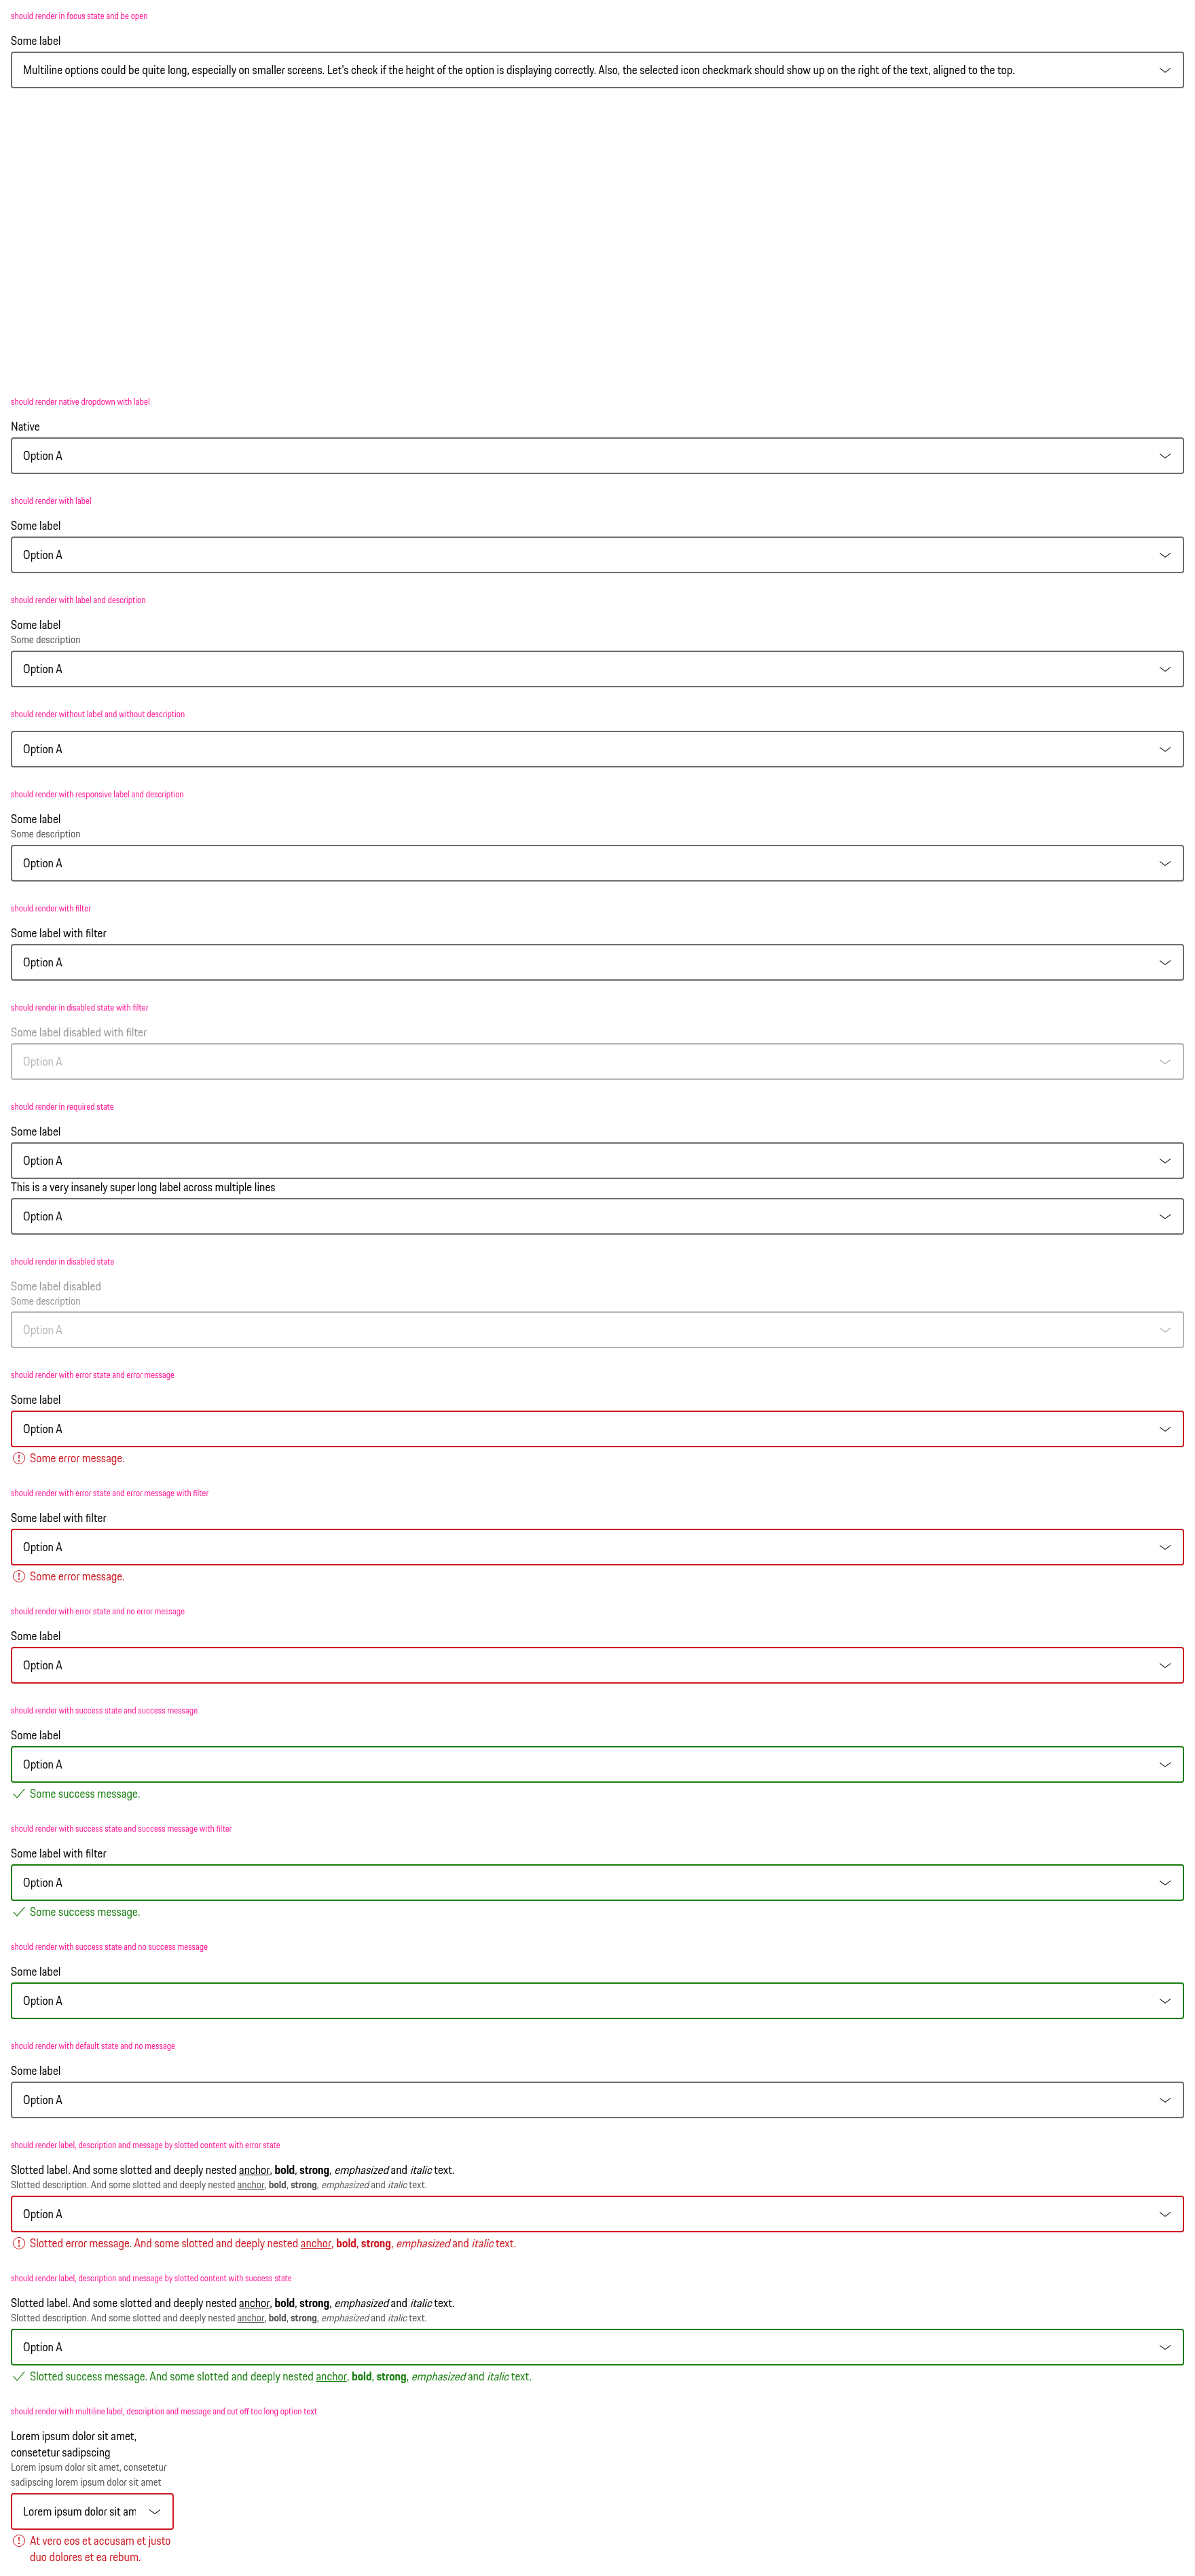 should render in focus state and be open
Some label
Multiline options could be quite long, especially on smaller screens. Let's check if the height of the option is displaying correctly. Also, the selected icon checkmark should show up on the right of the text, aligned to the top.
should render native dropdown with label
Native
Option A
should render with label
Some label
Option A
should render with label and description
Some label
Some description
Option A
should render without label and without description
Option A
should render with responsive label and description
Some label
Some description
Option A
should render with filter
Some label with filter
Option A
should render in disabled state with filter
Some label disabled with filter
Option A
should render in required state
Some label
Option A
This is a very insanely super long label across multiple lines
Option A
should render in disabled state
Some label disabled
Some description
Option A
should render with error state and error message
Some label
Option A
Some error message.
should render with error state and error message with filter
Some label with filter
Option A
Some error message.
should render with error state and no error message
Some label
Option A
should render with success state and success message
Some label
Option A
Some success message.
should render with success state and success message with filter
Some label with filter
Option A
Some success message.
should render with success state and no success message
Some label
Option A
should render with default state and no message
Some label
Option A
should render label, description and message by slotted content with error state
Slotted label. And some slotted and deeply nested anchor, bold, strong, emphasized and italic text.
Slotted description. And some slotted and deeply nested anchor, bold, strong, emphasized and italic text.
Option A
Slotted error message. And some slotted and deeply nested anchor, bold, strong, emphasized and italic text.
should render label, description and message by slotted content with success state
Slotted label. And some slotted and deeply nested anchor, bold, strong, emphasized and italic text.
Slotted description. And some slotted and deeply nested anchor, bold, strong, emphasized and italic text.
Option A
Slotted success message. And some slotted and deeply nested anchor, bold, strong, emphasized and italic text.
should render with multiline label, description and message and cut off too long option text
Lorem ipsum dolor sit amet,
consetetur sadipscing
Lorem ipsum dolor sit amet, consetetur
sadipscing lorem ipsum dolor sit amet
Lorem ipsum dolor sit am
At vero eos et accusam et justo
duo dolores et ea rebum.